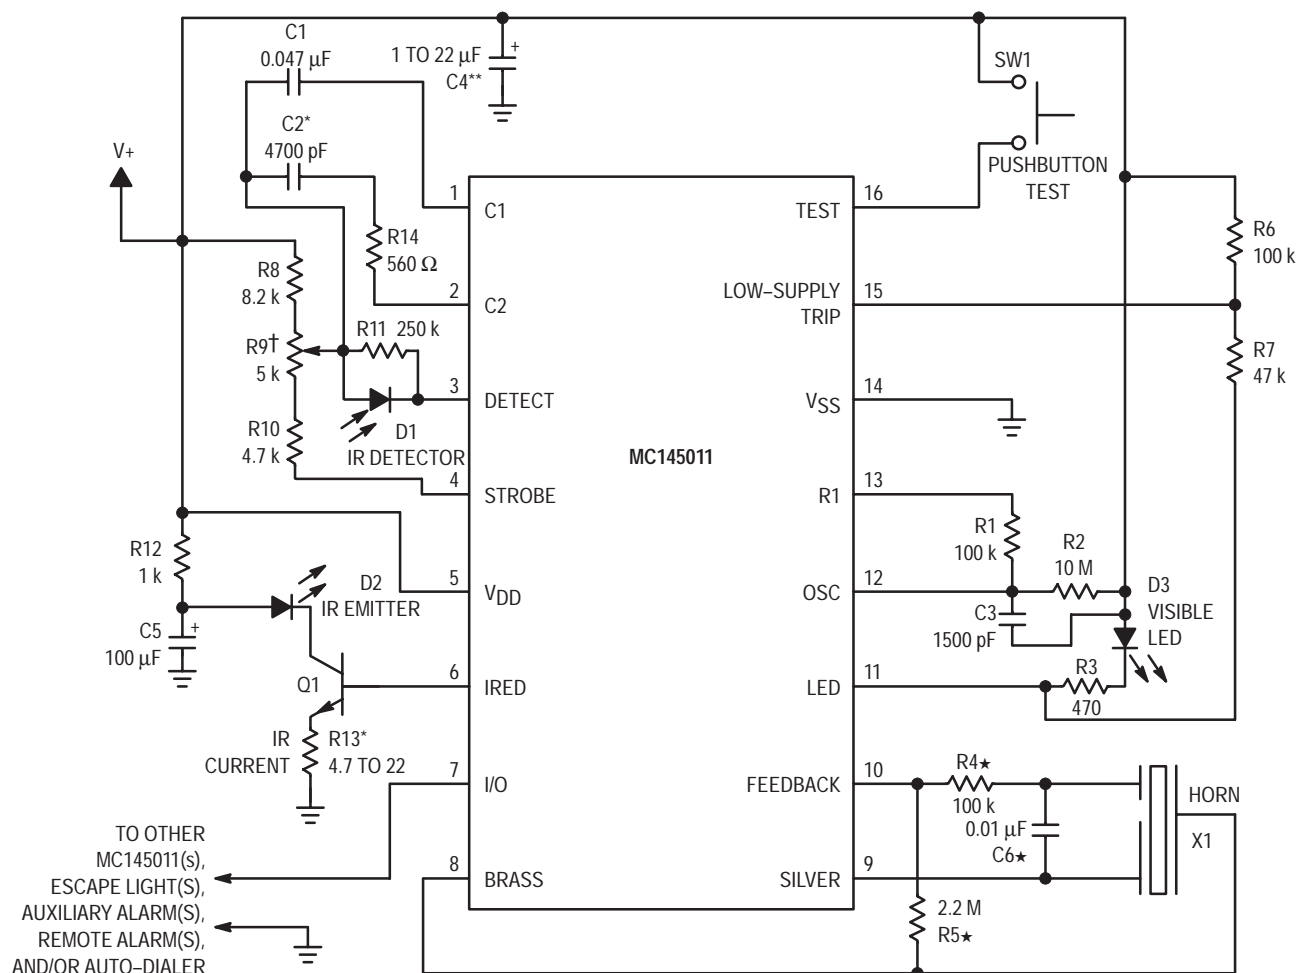 C1
0.047 µF
1 TO 22 µF
+
C4**
SW1
C2*
4700 pF
V+
PUSHBUTTON
TEST
1
C1
TEST
16
R14
560 Ω
R6
100 k
R8
8.2 k
2
C2
LOW–SUPPLY
TRIP
15
R11 250 k
R9†
5 k
R7
47 k
3
DETECT
VSS
14
D1
IR DETECTOR
R10
4.7 k
MC145011
4
STROBE
R1
13
R1
100 k
R12
1 k
R2
10 M
5
VDD
OSC
12
D2
IR EMITTER
D3
VISIBLE
LED
C3
1500 pF
C5
100 µF
+
6
IRED
LED
11
Q1
R3
470
IR
CURRENT
R13*
4.7 TO 22
7
I/O
FEEDBACK
10
R4★
100 k
HORN
X1
0.01 µF
C6★
TO OTHER
MC145011(s),
ESCAPE LIGHT(S),
AUXILIARY ALARM(S),
REMOTE ALARM(S),
AND/OR AUTO–DIALER
8
BRASS
SILVER
9
2.2 M
R5★